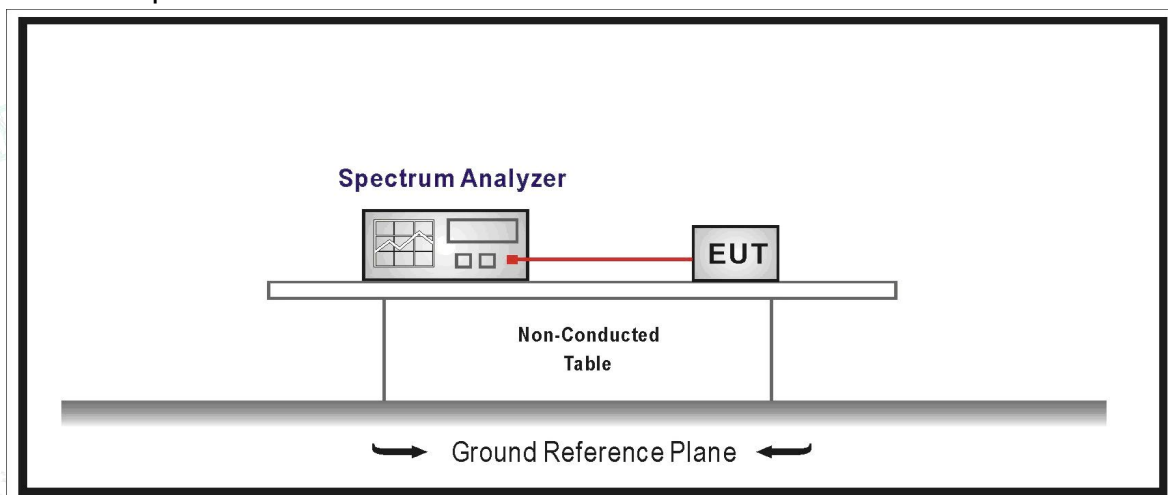 Spectrum Analyzer
EUT
Non-Conducted
Table
Ground Reference Plane